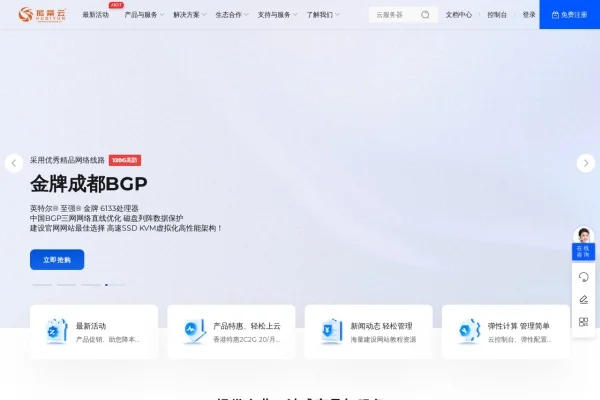 狐蒂云
HUDIYUN
最新活动
HOT
产品与服务
解决方案
生态合作
支持与服务
了解我们
云服务器
文档中心
控制台
登录
免费注册
采用优秀精品网络线路 100G高防
金牌成都BGP
英特尔® 至强® 金牌 6133处理器
中国BGP三网网络直线优化 磁盘列阵数据保护
建设官网网站最佳选择 高速SSD KVM虚拟化高性能架构！
立即抢购
在线
咨询
最新活动
产品促销、助您降本...
产品特惠、轻松上云
香港特惠2C2G 20/月...
新闻动态 轻松管理
海量建设网站教程资源
弹性计算 管理简单
云控制台、弹性配置...